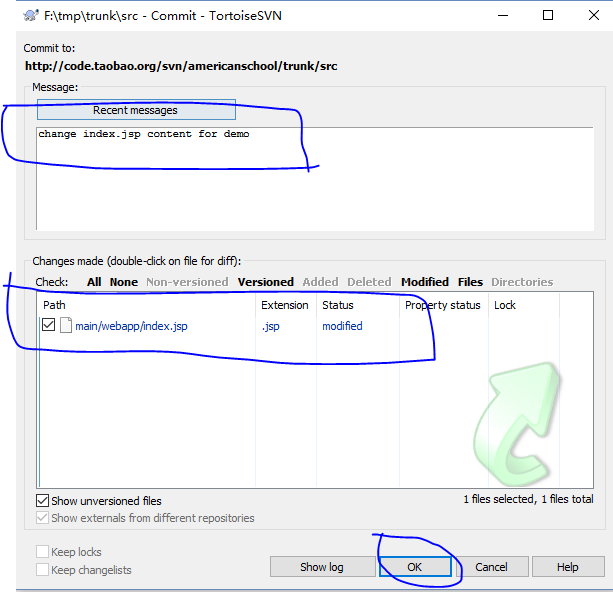 F:\tmp\trunk\src - Commit - TortoiseSVN
Commit to:
http://code.taobao.org/svn/americanschool/trunk/src
Message:
Recent messages
change index.jsp content for demo
Changes made (double-click on file for diff):
Check: All None Non-versioned Versioned Added Deleted Modified Files Directories
Path Extension Status Property status Lock
main/webapp/index.jsp .jsp modified
Show unversioned files 1 files selected, 1 files total
Show externals from different repositories
Keep locks
Keep changelists
Show log OK Cancel Help